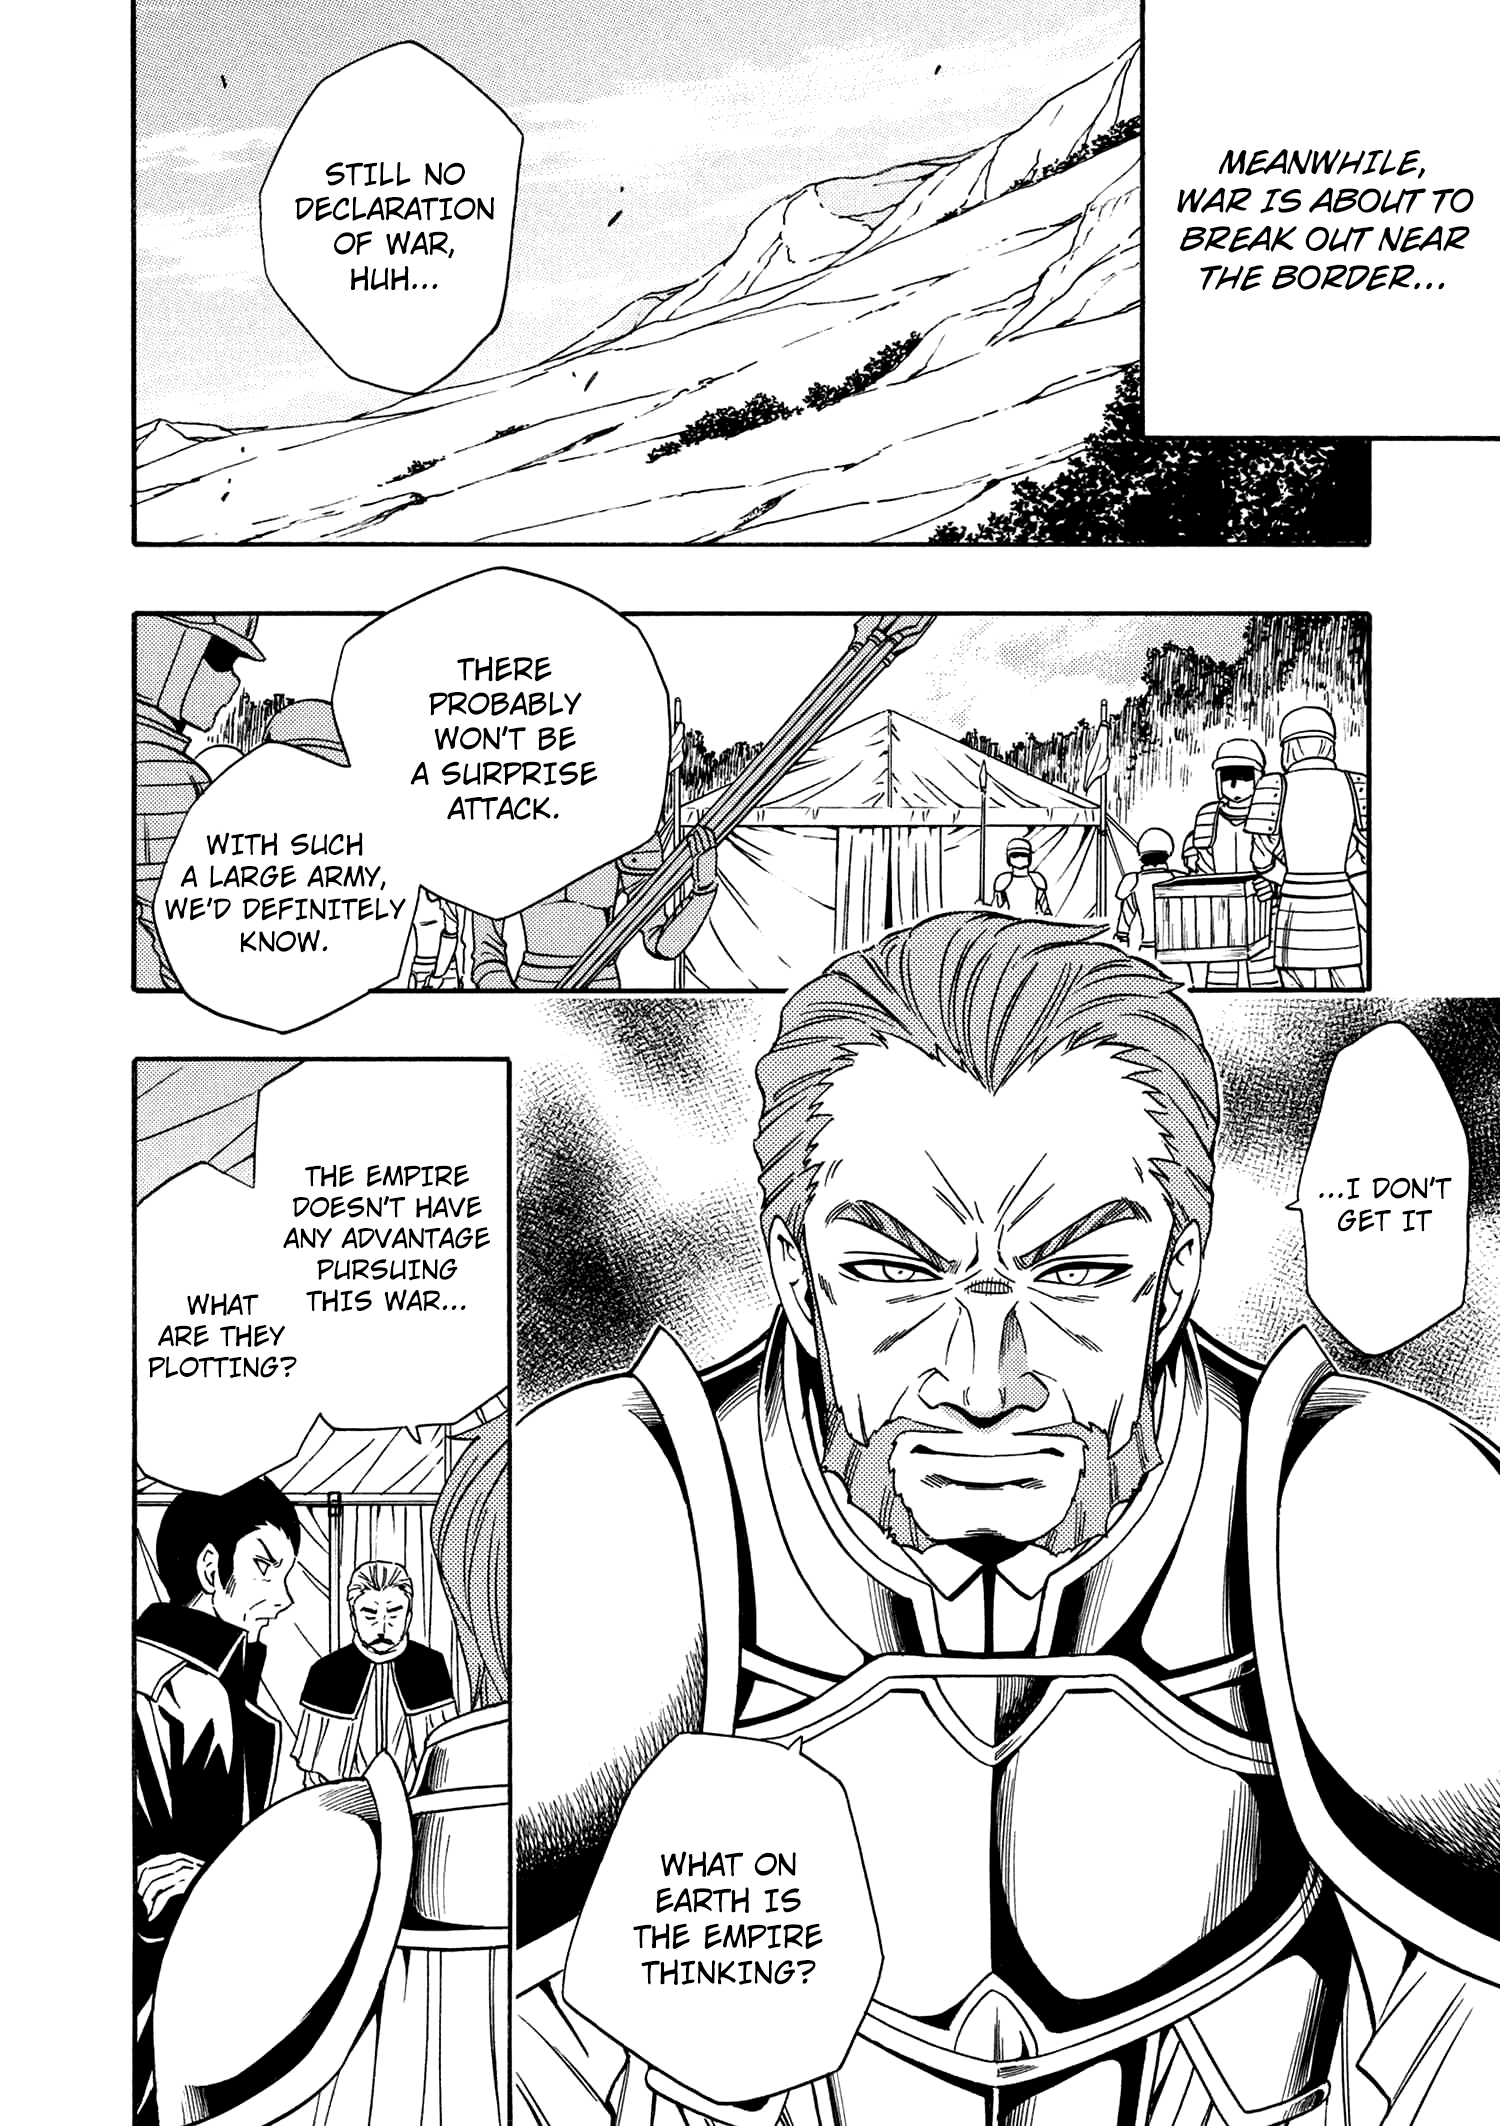 MEANWHILE,
WAR IS ABOUT TO
BREAK OUT NEAR
THE BORDER...
STILL NO
DECLARATION
OF WAR,
HUH...
THERE
PROBABLY
WON'T BE
A SURPRISE
ATTACK.
WITH SUCH
A LARGE ARMY,
WE'D DEFINITELY
KNOW.
...I DON'T
GET IT
WHAT ON
EARTH IS
THE EMPIRE
THINKING?
THE EMPIRE
DOESN'T HAVE
ANY ADVANTAGE
PURSUING
THIS WAR...
WHAT
ARE THEY
PLOTTING?